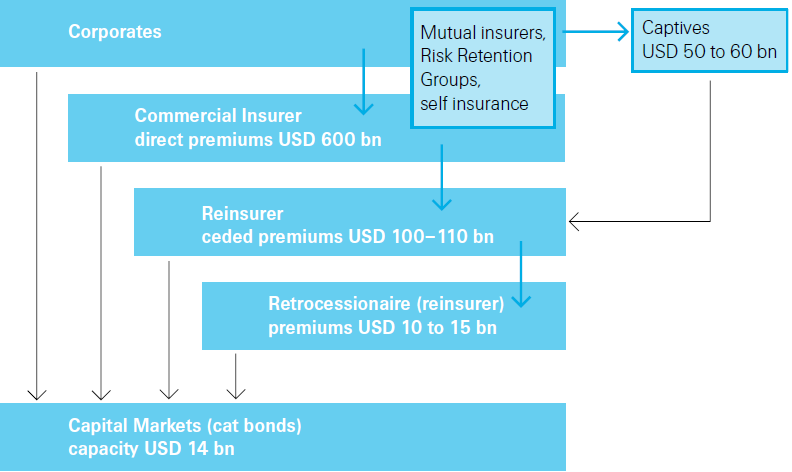 Corporates
Mutual insurers,
Risk Retention
Groups,
self insurance
Captives
USD 50 to 60 bn
Commercial Insurer
direct premiums USD 600 bn
Reinsurer
ceded premiums USD 100–110 bn
Retrocessionaire (reinsurer)
premiums USD 10 to 15 bn
Capital Markets (cat bonds)
capacity USD 14 bn